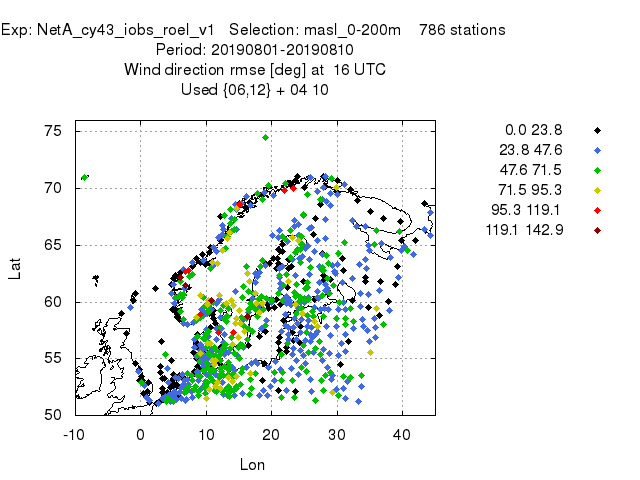 Exp: NetA_cy43_iobs_roel_v1 Selection: masl_0-200m 786 stations
Period: 20190801-20190810
Wind direction rmse [deg] at 16 UTC
Used {06,12} + 04 10
0.0 23.8
23.8 47.6
47.6 71.5
71.5 95.3
95.3 119.1
119.1 142.9
75
70
65
60
55
50
Lat
-10 0 10 20 30 40
Lon